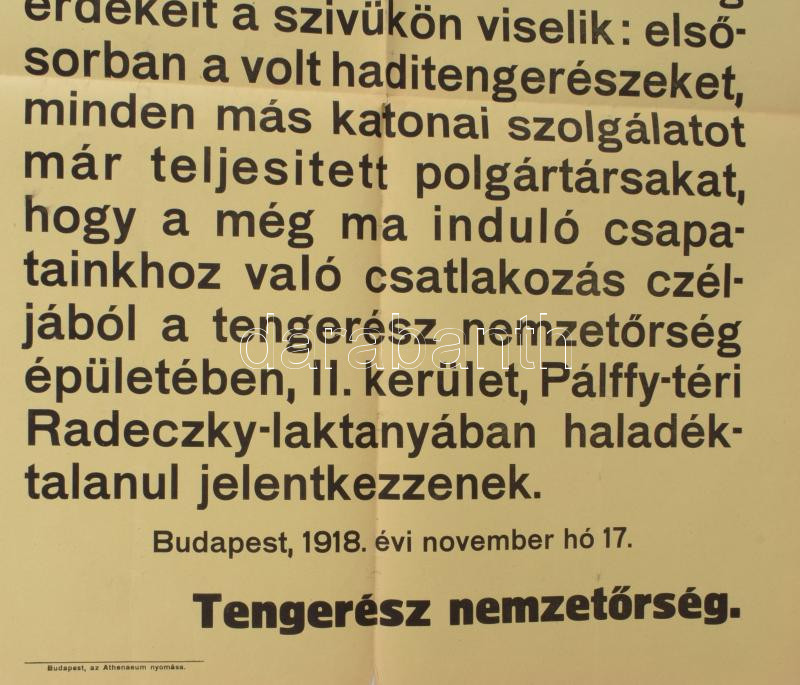 érdekeit a szivükön viselik: első-
sorban a volt haditengerészeket,
minden más katonai szolgálatot
már teljesitett polgártársakat,
hogy a még ma induló csapa-
tainkhoz való csatlakozás czél-
jából a tengerész nemzetőrség
darabanth
épületében, II. kerület, Pálffy-téri
Radeczky-laktanyában haladék-
talanul jelentkezzenek.
Budapest, 1918. évi november hó 17.
Tengerész nemzetőrség.
Budapest, az Athenaeum nyomása.